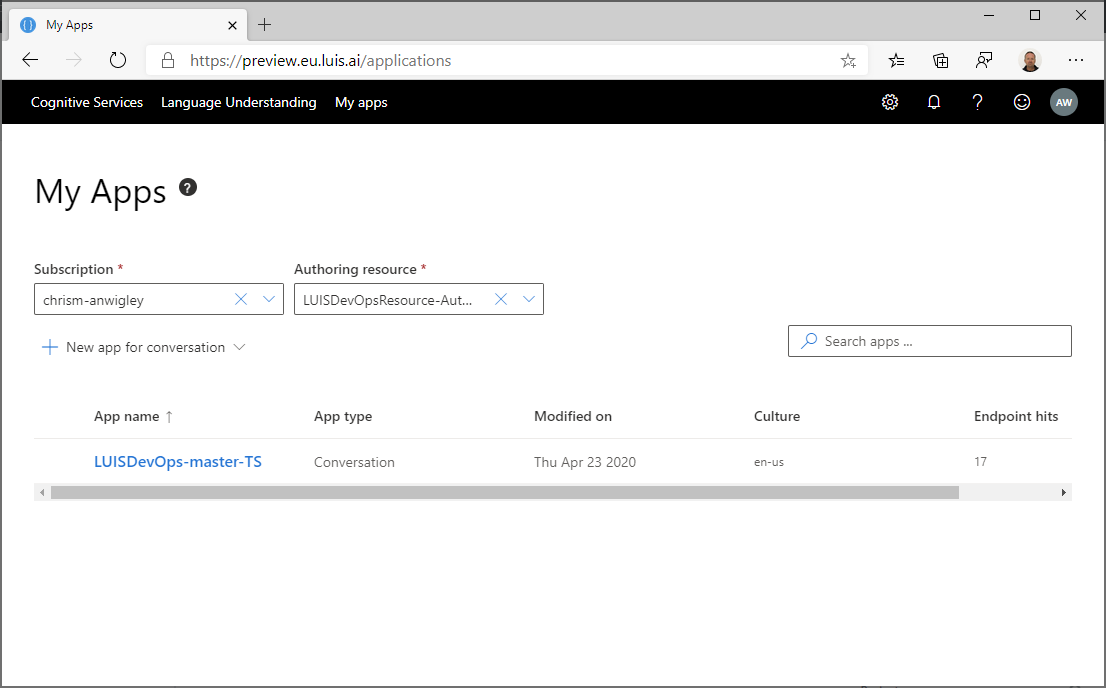 My Apps
https://preview.eu.luis.ai/applications
Cognitive Services Language Understanding My apps ? AW
My Apps ?
Subscription * Authoring resource *
chrism-anwigley LUISDevOpsResource-Aut...
New app for conversation Search apps ...
App name ↑ App type Modified on Culture Endpoint hits
LUISDevOps-master-TS Conversation Thu Apr 23 2020 en-us 17